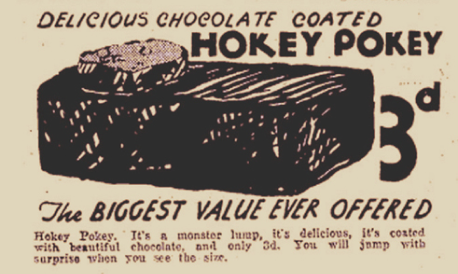 DELICIOUS CHOCOLATE COATED
HOKEY POKEY
3d
The BIGGEST VALUE EVER OFFERED
Hokey Pokey. It's a monster lump, it's delicious, it's coated
with beautiful chocolate, and only 3d. You will jump with
surprise when you see the size.